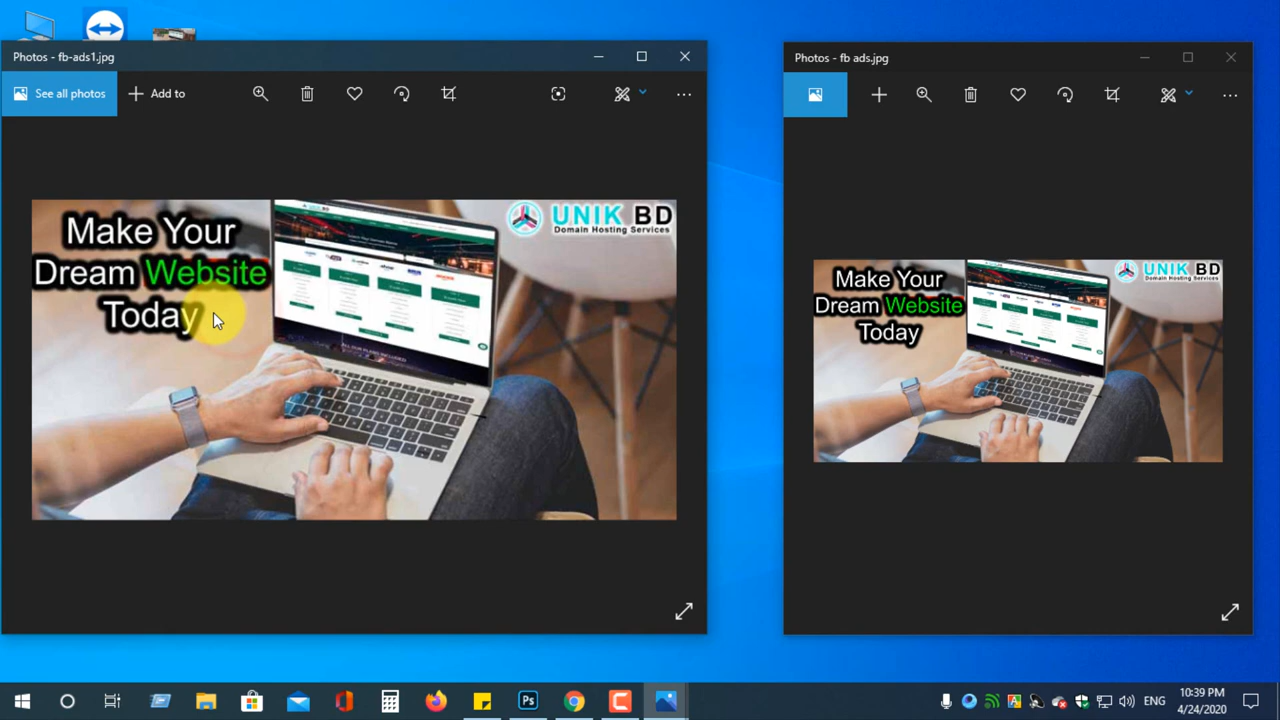 Photos - fb-ads1.jpg
See all photos
Add to
Make Your
Dream Website
Today
UNIK BD
Domain Hosting Services
Photos - fb ads.jpg
Make Your
Dream Website
Today
UNIK BD
Domain Hosting Services
Ps
ENG
10:39 PM
4/24/2020